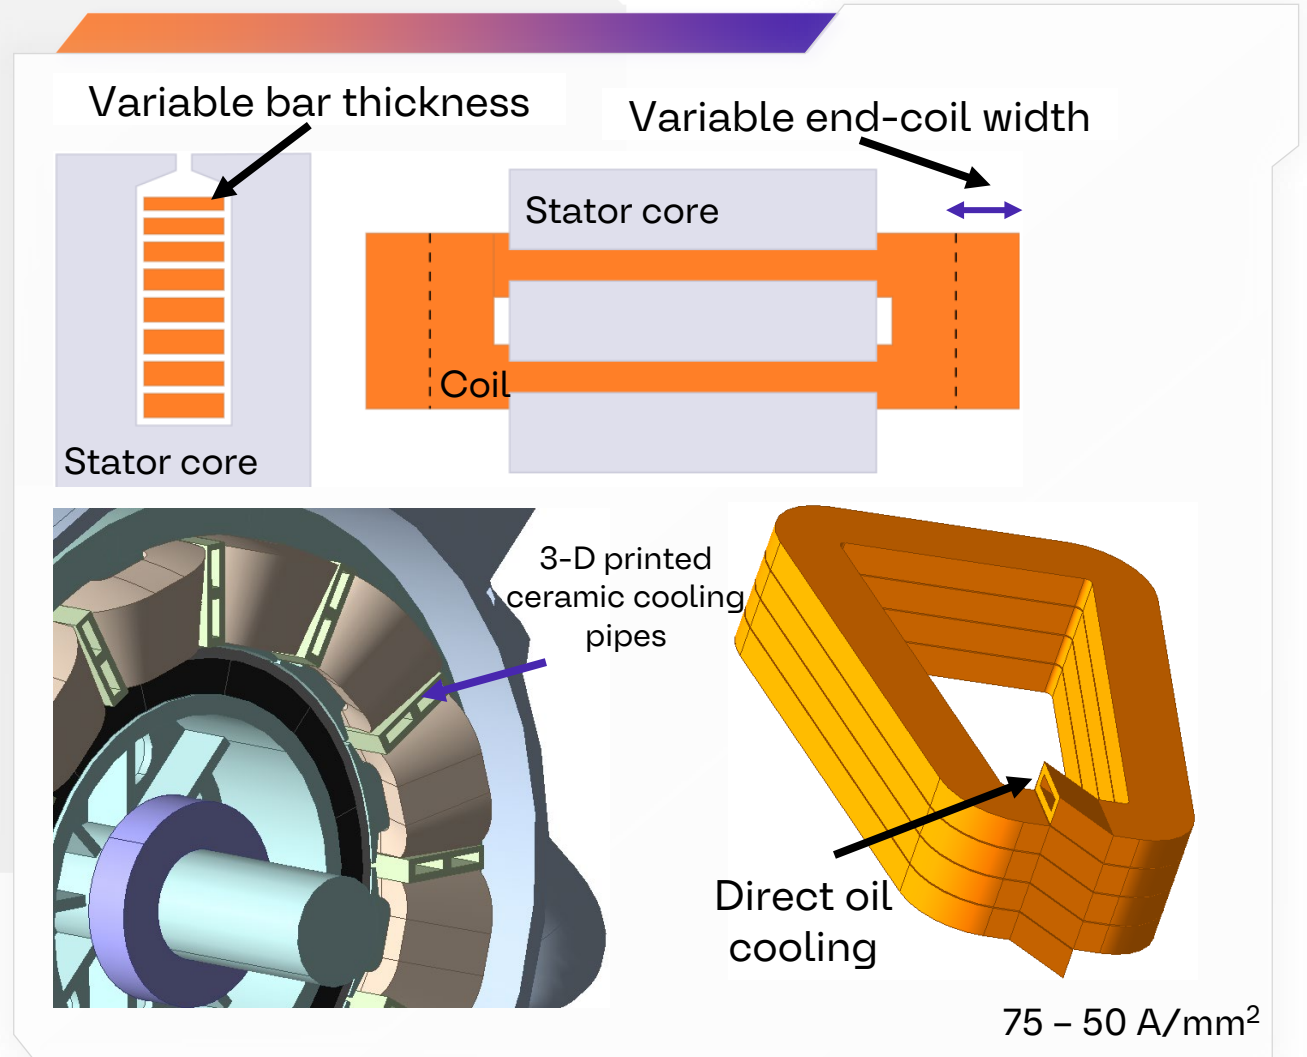 Variable bar thickness
Variable end-coil width
Stator core
Coil
Stator core
3-D printed
ceramic cooling
pipes
Direct oil
cooling
75 – 50 A/mm²